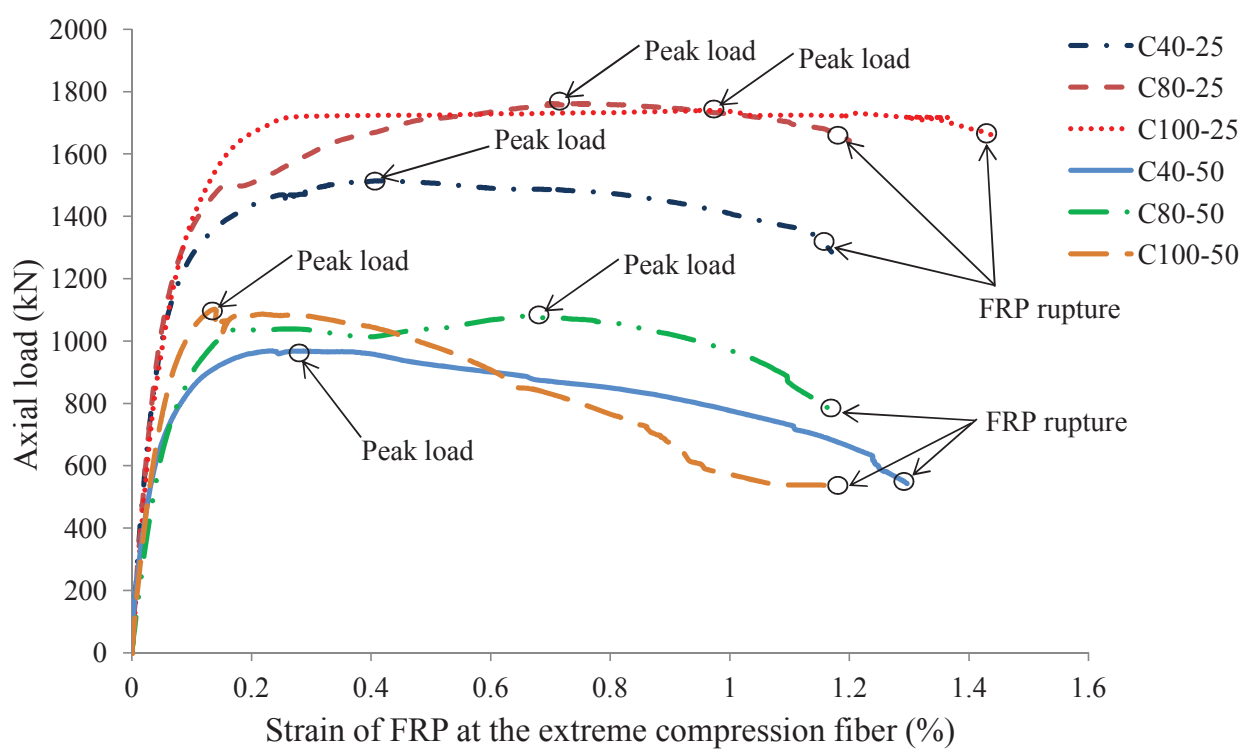 2000
1800
1600
1400
1200
1000
800
600
400
200
0
Axial load (kN)
0
0.2
0.4
0.6
0.8
1
1.2
1.4
1.6
Strain of FRP at the extreme compression fiber (%)
Peak load
Peak load
Peak load
Peak load
Peak load
Peak load
FRP rupture
FRP rupture
C40-25
C80-25
C100-25
C40-50
C80-50
C100-50